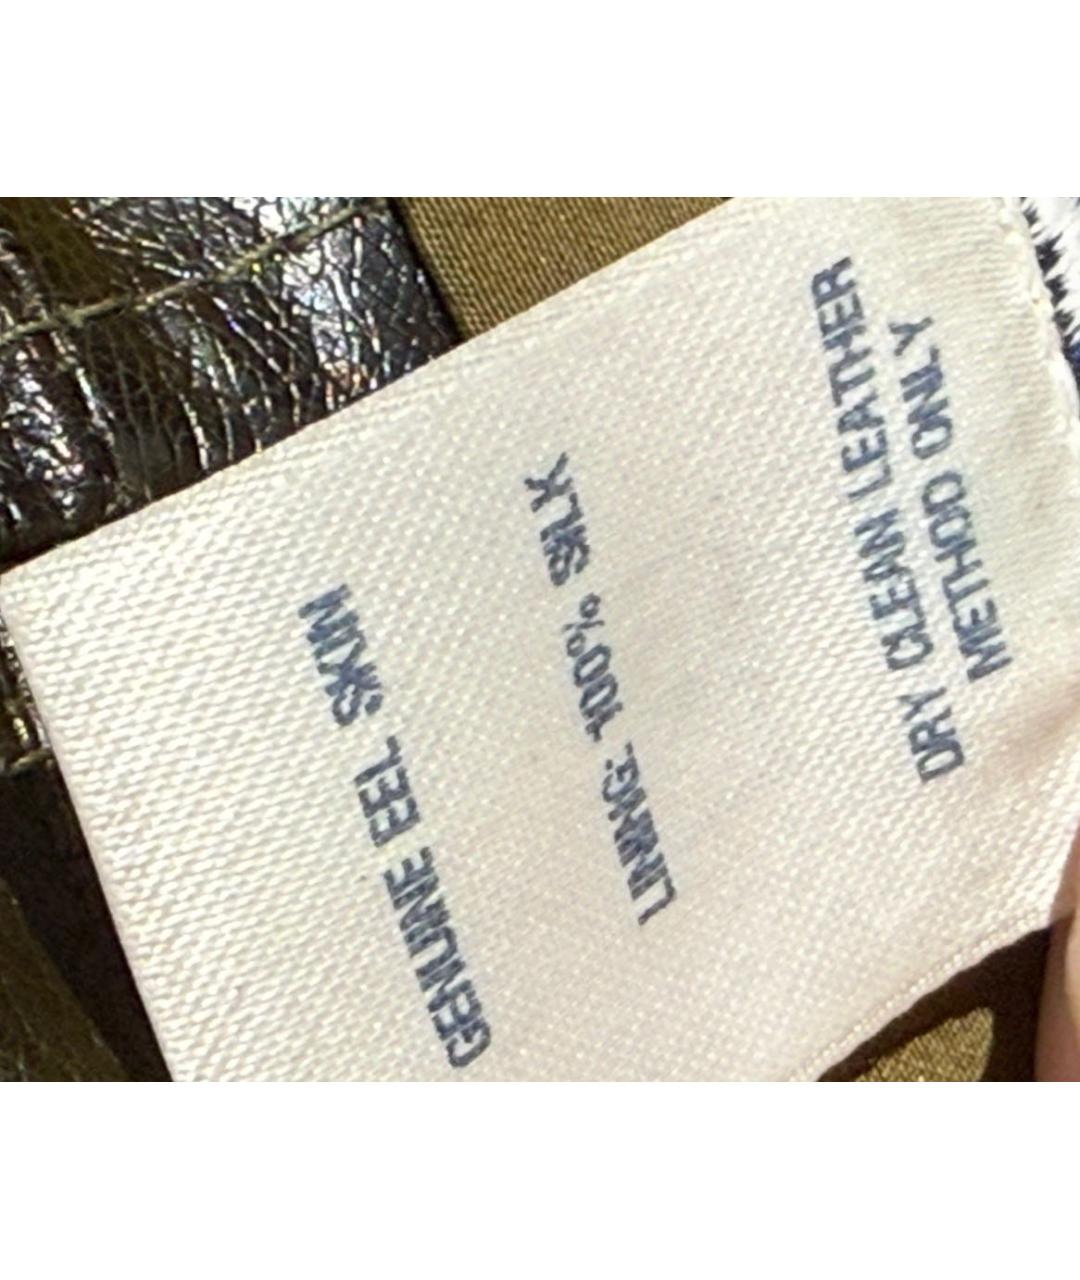 GENUINE EEL SKIN
LINING: 100% SILK
DRY CLEAN LEATHER
METHOD ONLY